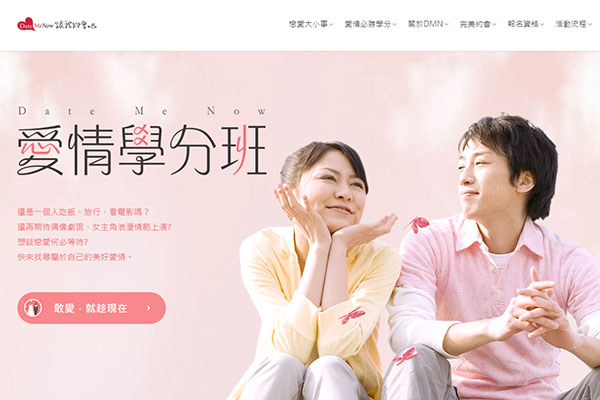 Date Me Now 跟我約會吧
戀愛大小事 愛情必勝學分 關於DMN 完美約會 報名資格 活動流程
Date Me Now
愛情學分班
還是一個人吃飯、旅行、看電影嗎？
還再期待偶像劇男、女主角浪漫情節上演?
想談戀愛何必等待?
快來找尋屬於自己的美好愛情。
敢愛，就趁現在